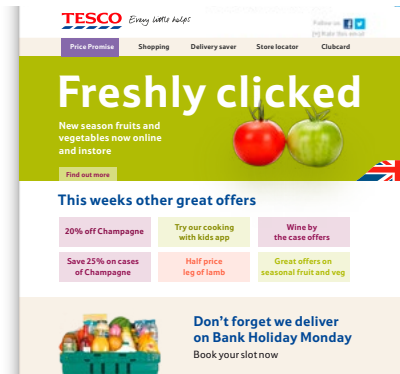 TESCO Every little helps
Follow us:
Price Promise Shopping Delivery saver Store locator Clubcard
Freshly clicked
New season fruits and
vegetables now online
and instore
Find out more
This weeks other great offers
20% off Champagne
Try our cooking
with kids app
Wine by
the case offers
Save 25% on cases
of Champagne
Half price
leg of lamb
Great offers on
seasonal fruit and veg
Don't forget we deliver
on Bank Holiday Monday
Book your slot now